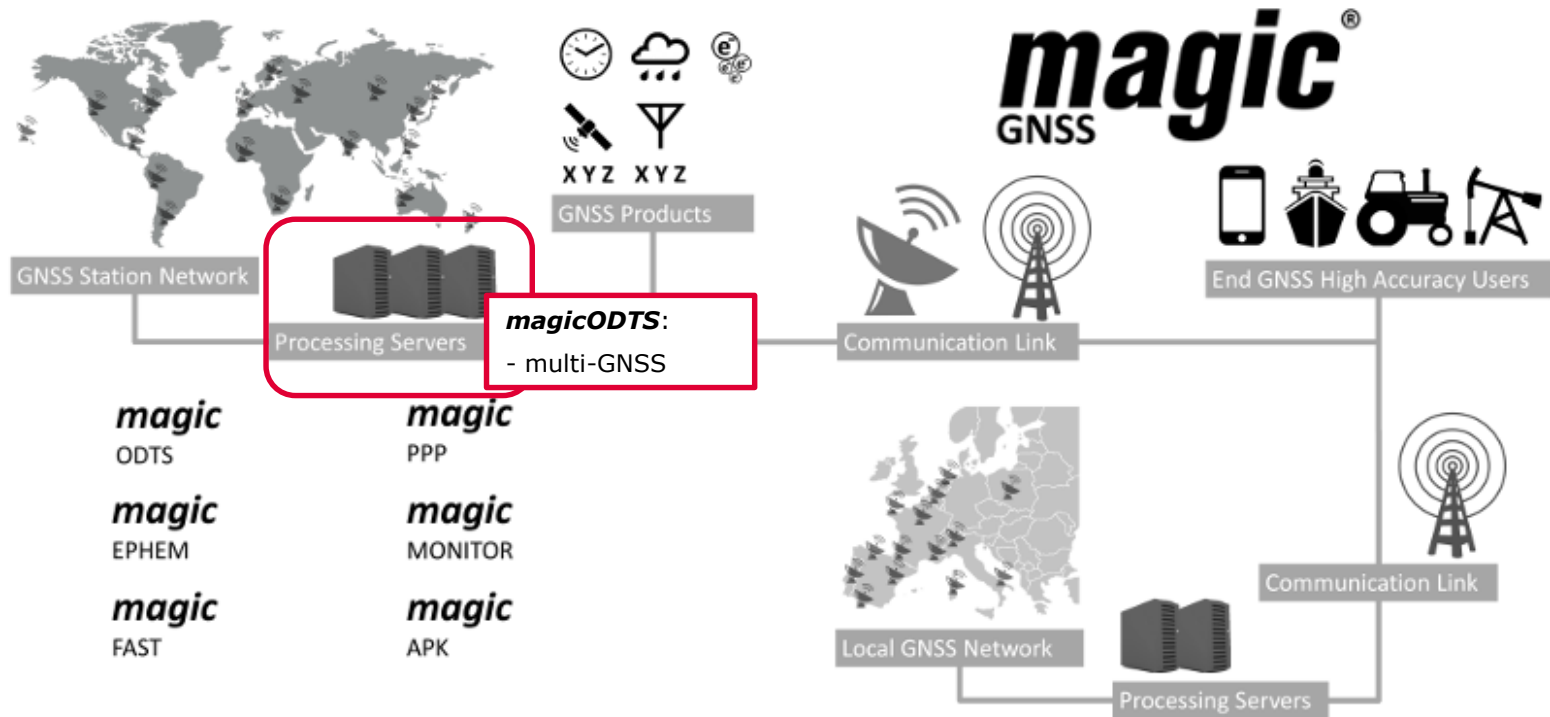 magic®
GNSS
e⁻
e⁻
e⁻
e⁻
X Y Z
X Y Z
GNSS Products
GNSS Station Network
End GNSS High Accuracy Users
magicODTS:
- multi-GNSS
Processing Servers
Communication Link
magic
ODTS
magic
PPP
magic
EPHEM
magic
MONITOR
magic
FAST
magic
APK
Communication Link
Local GNSS Network
Processing Servers